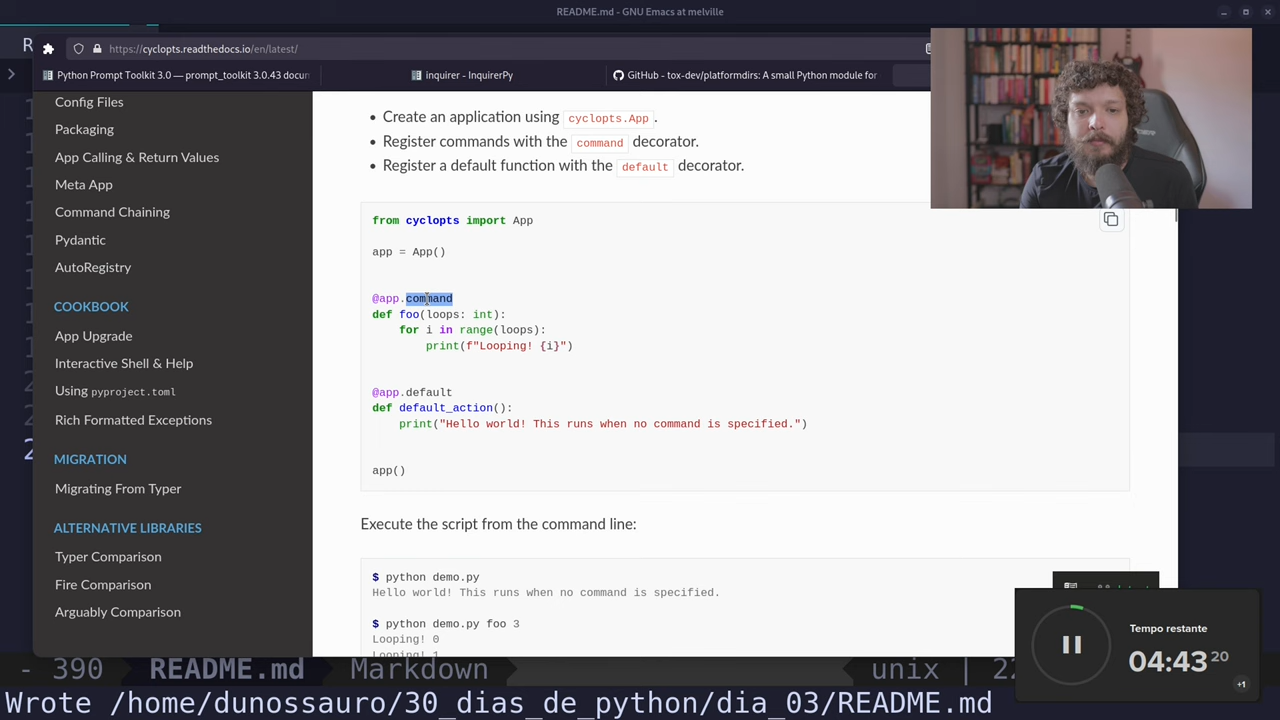 README.md - GNU Emacs at melville
R
https://cyclopts.readthedocs.io/en/latest/
Python Prompt Toolkit 3.0 — prompt_toolkit 3.0.43 docum
inquirer - InquirerPy
GitHub - tox-dev/platformdirs: A small Python module for
Config Files
Packaging
App Calling & Return Values
Meta App
Command Chaining
Pydantic
AutoRegistry
COOKBOOK
App Upgrade
Interactive Shell & Help
Using pyproject.toml
Rich Formatted Exceptions
MIGRATION
Migrating From Typer
ALTERNATIVE LIBRARIES
Typer Comparison
Fire Comparison
Arguably Comparison
• Create an application using cyclopts.App.
• Register commands with the command decorator.
• Register a default function with the default decorator.
from cyclopts import App
app = App()
@app.command
def foo(loops: int):
for i in range(loops):
print(f"Looping! {i}")
@app.default
def default_action():
print("Hello world! This runs when no command is specified.")
app()
Execute the script from the command line:
$ python demo.py
Hello world! This runs when no command is specified.
$ python demo.py foo 3
Looping! 0
Looping! 1
Tempo restante
04:43 20
+1
- 390 README.md Markdown unix | 22
Wrote /home/dunossauro/30_dias_de_python/dia_03/README.md